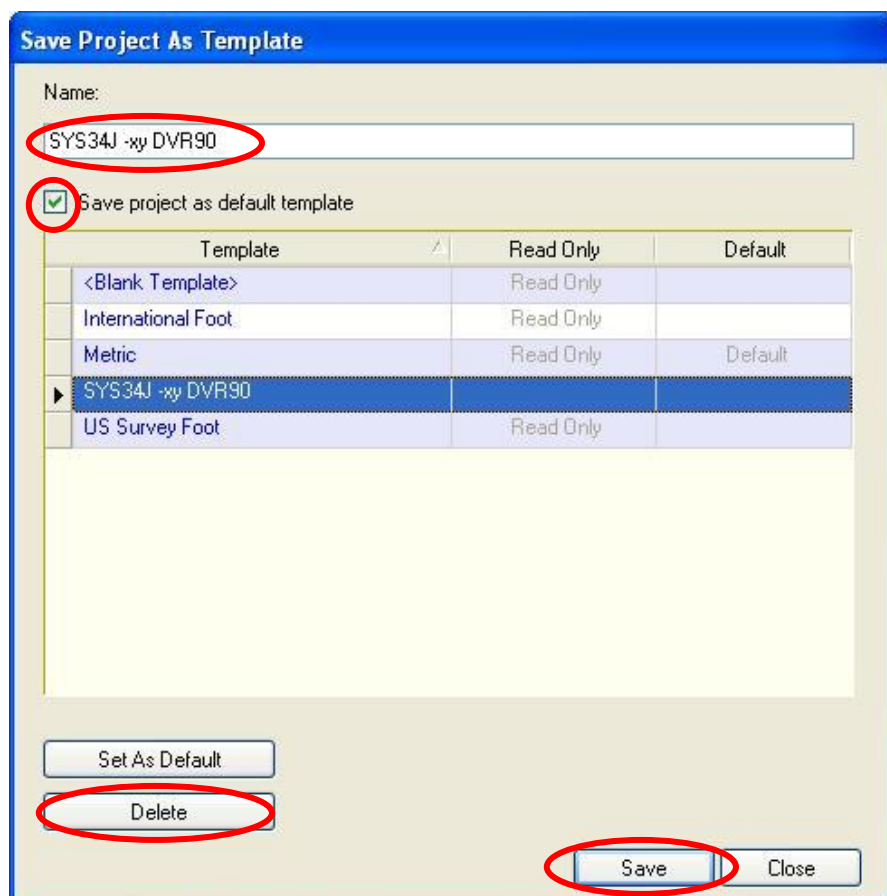 Save Project As Template
Name:
SYS34J -xy DVR90
Save project as default template
Template Read Only Default
<Blank Template> Read Only
International Foot Read Only
Metric Read Only Default
SYS34J -xy DVR90
US Survey Foot Read Only
Set As Default
Delete
Save Close